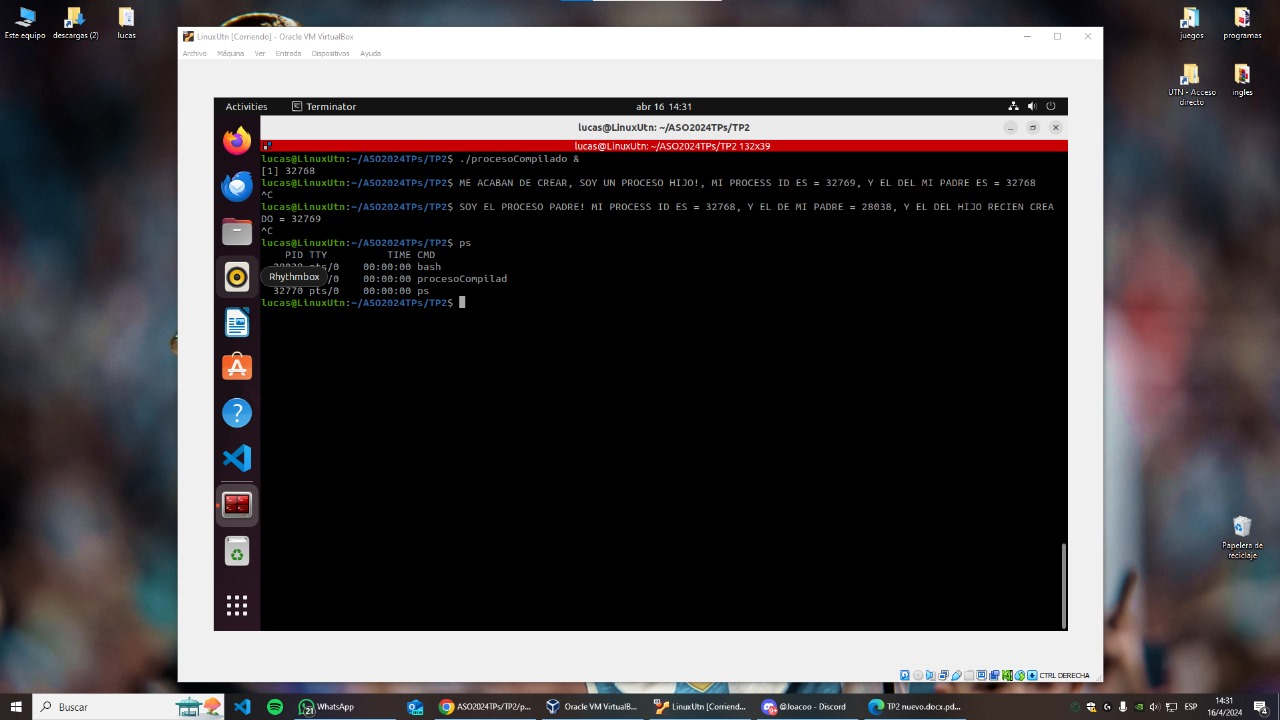 Este equipo
descargas (2)
lucas
juegos
programas
UTN - Acceso
directo
ingles
Papelera de
reciclaje
LinuxUtn [Corriendo] - Oracle VM VirtualBox
Archivo Máquina Ver Entrada Dispositivos Ayuda
Activities Terminator abr 16 14:31
lucas@LinuxUtn: ~/ASO2024TPs/TP2
lucas@LinuxUtn: ~/ASO2024TPs/TP2 132x39
lucas@LinuxUtn:~/ASO2024TPs/TP2$ ./procesoCompilado &
[1] 32768
lucas@LinuxUtn:~/ASO2024TPs/TP2$ ME ACABAN DE CREAR, SOY UN PROCESO HIJO!, MI PROCESS ID ES = 32769, Y EL DEL MI PADRE ES = 32768
^C
lucas@LinuxUtn:~/ASO2024TPs/TP2$ SOY EL PROCESO PADRE! MI PROCESS ID ES = 32768, Y EL DE MI PADRE = 28038, Y EL DEL HIJO RECIEN CREA
DO = 32769
^C
lucas@LinuxUtn:~/ASO2024TPs/TP2$ ps
PID TTY TIME CMD
pts/0 00:00:00 bash
/0 00:00:00 procesoCompilad
32770 pts/0 00:00:00 ps
lucas@LinuxUtn:~/ASO2024TPs/TP2$
Rhythmbox
CTRL DERECHA
Buscar
21
WhatsApp
ASO2024TPs/TP2/p...
Oracle VM VirtualB...
LinuxUtn [Corriend...
@Joacoo - Discord
TP2 nuevo.docx.pd...
ESP
14:31
16/4/2024